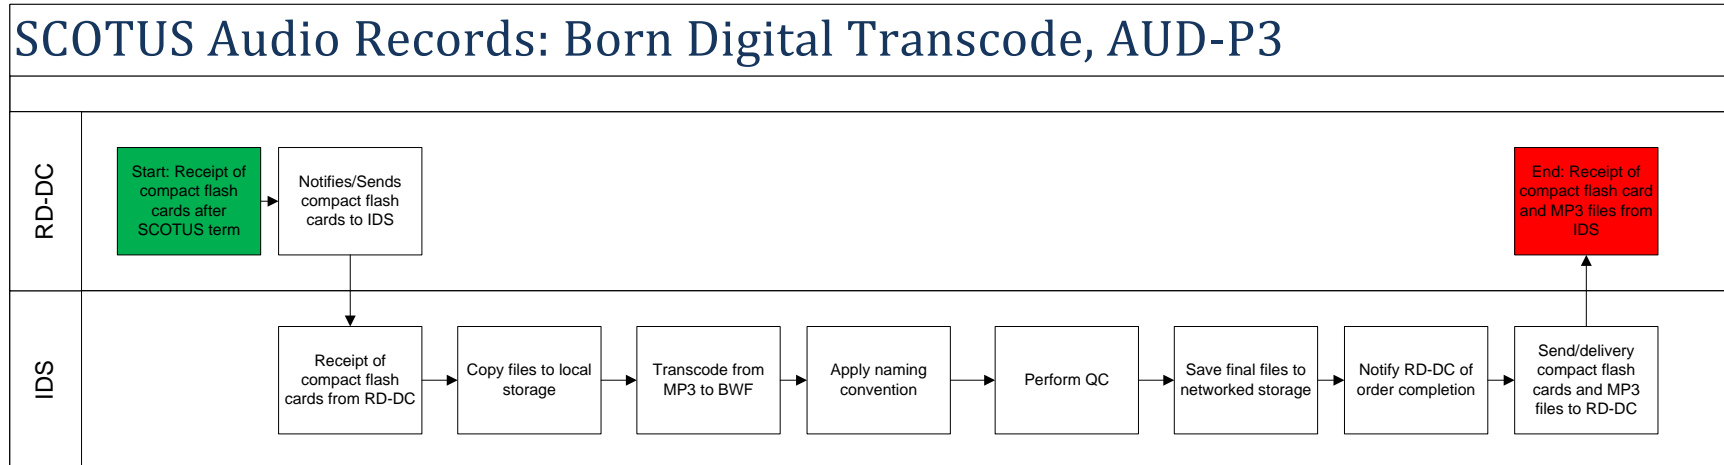 SCOTUS Audio Records: Born Digital Transcode, AUD-P3
RD-DC
Start: Receipt of
compact flash
cards after
SCOTUS term
Notifies/Sends
compact flash
cards to IDS
End: Receipt of
compact flash card
and MP3 files from
IDS
IDS
Receipt of
compact flash
cards from RD-DC
Copy files to local
storage
Transcode from
MP3 to BWF
Apply naming
convention
Perform QC
Save final files to
networked storage
Notify RD-DC of
order completion
Send/delivery
compact flash
cards and MP3
files to RD-DC